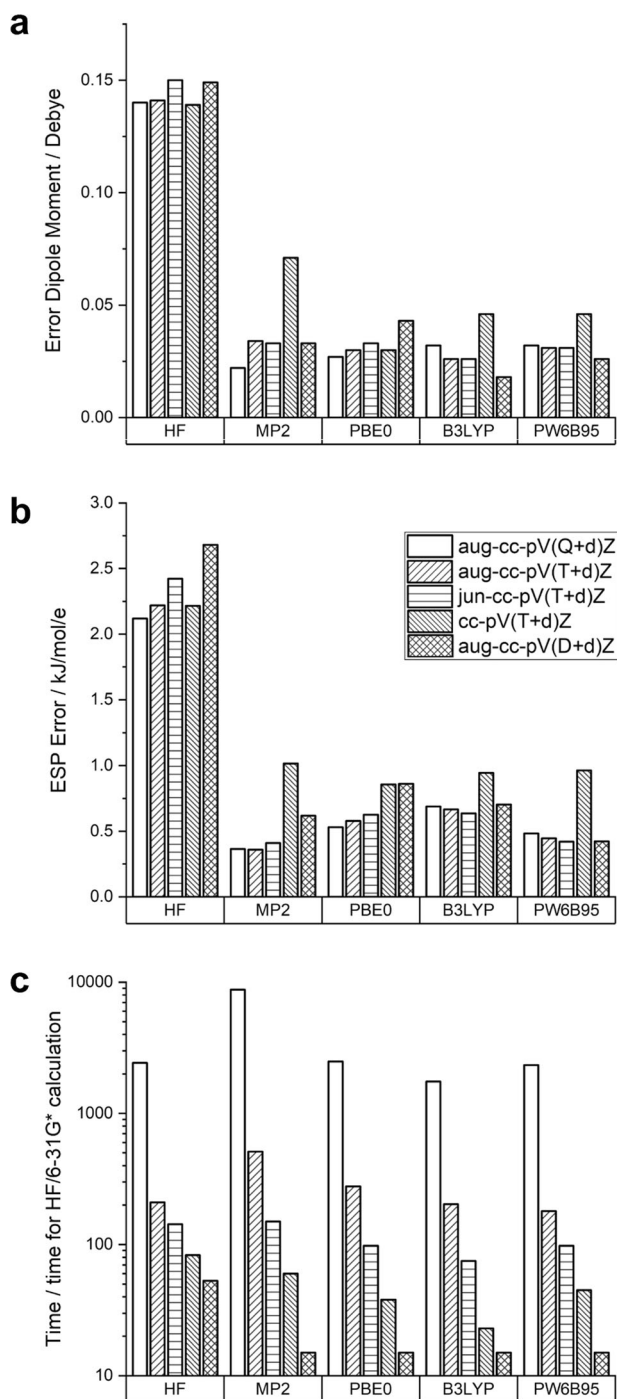 a
0.15
0.10
0.05
0.00
Error Dipole Moment / Debye
HF MP2 PBE0 B3LYP PW6B95
b
3.0
2.5
2.0
1.5
1.0
0.5
0.0
ESP Error / kJ/mol/e
aug-cc-pV(Q+d)Z
aug-cc-pV(T+d)Z
jun-cc-pV(T+d)Z
cc-pV(T+d)Z
aug-cc-pV(D+d)Z
HF MP2 PBE0 B3LYP PW6B95
c
10000
1000
100
10
Time / time for HF/6-31G* calculation
HF MP2 PBE0 B3LYP PW6B95